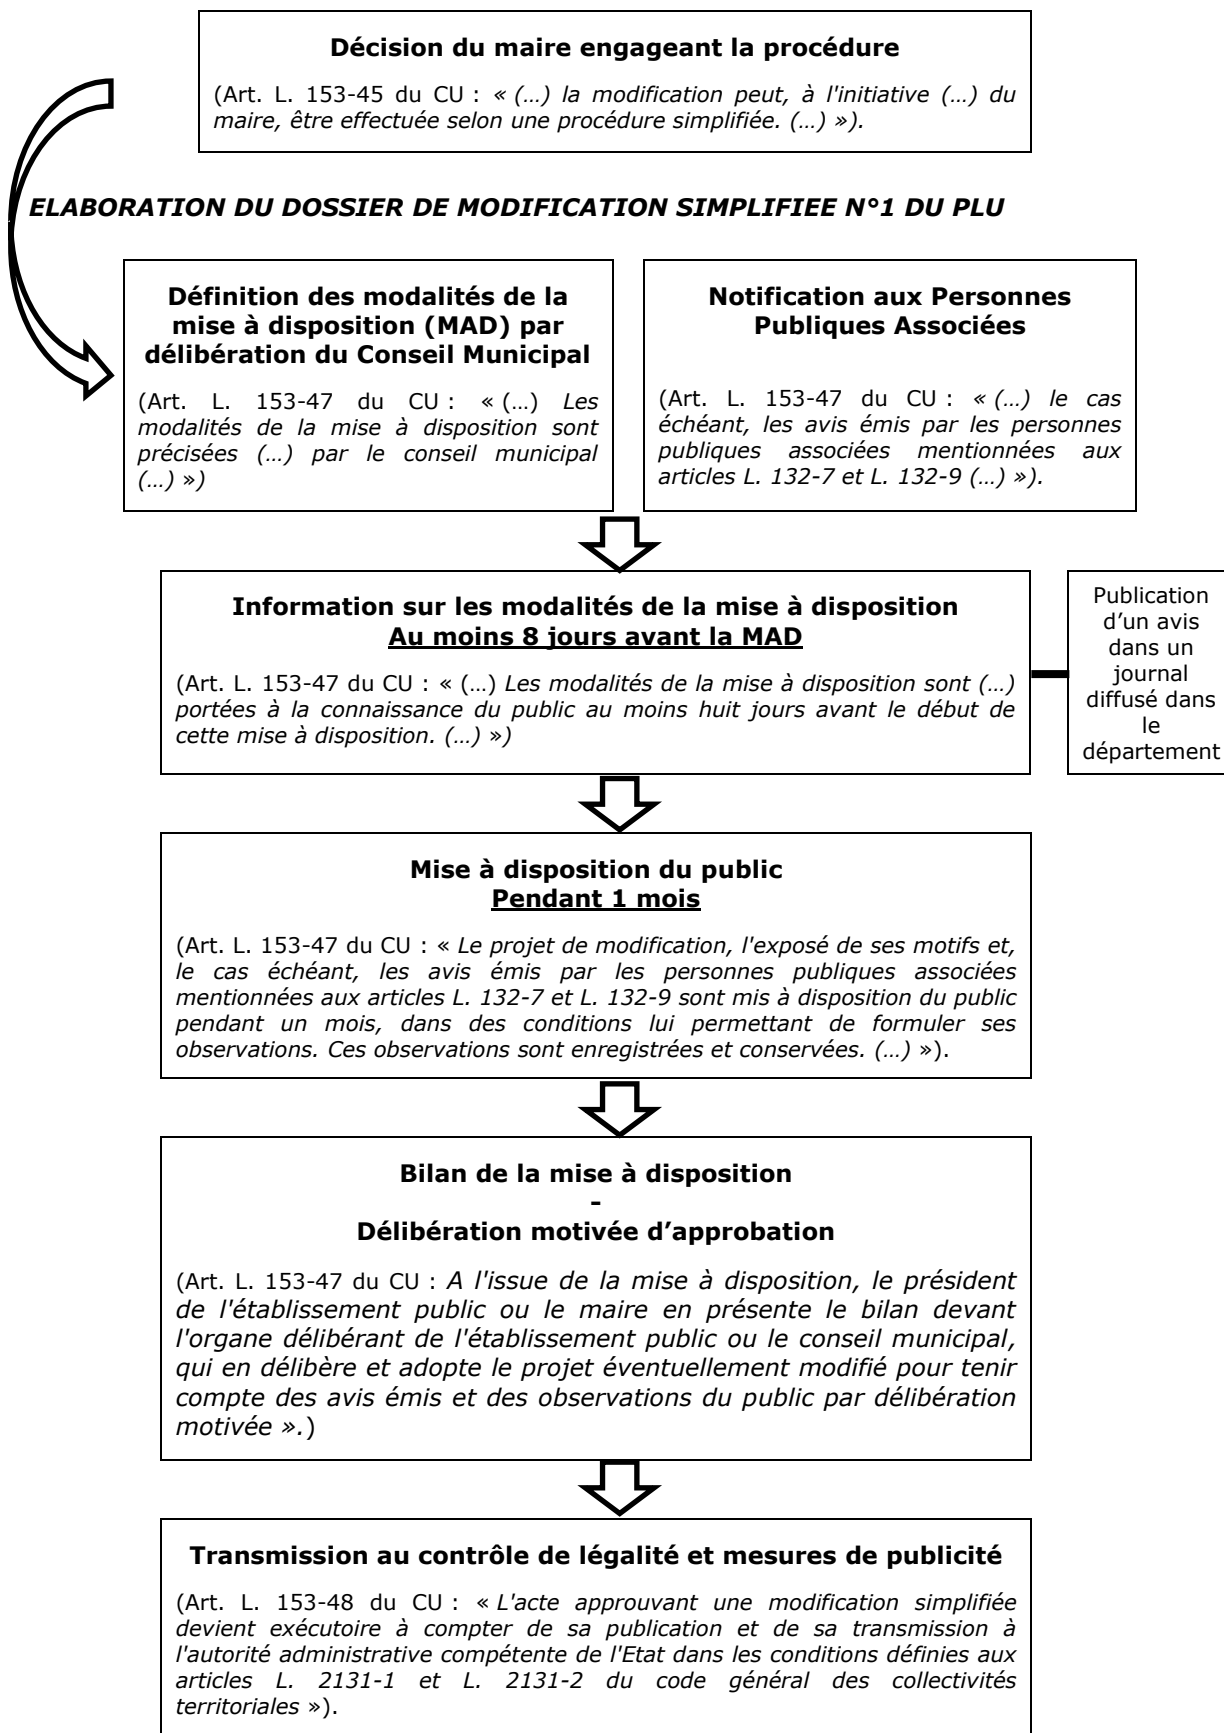 Décision du maire engageant la procédure
(Art. L. 153-45 du CU : « (…) la modification peut, à l'initiative (…) du
maire, être effectuée selon une procédure simplifiée. (…) »).
ELABORATION DU DOSSIER DE MODIFICATION SIMPLIFIEE N°1 DU PLU
Définition des modalités de la
mise à disposition (MAD) par
délibération du Conseil Municipal
(Art. L. 153-47 du CU : « (…) Les
modalités de la mise à disposition sont
précisées (…) par le conseil municipal
(…) »)
Notification aux Personnes
Publiques Associées
(Art. L. 153-47 du CU : « (…) le cas
échéant, les avis émis par les personnes
publiques associées mentionnées aux
articles L. 132-7 et L. 132-9 (…) »).
Information sur les modalités de la mise à disposition
Au moins 8 jours avant la MAD
(Art. L. 153-47 du CU : « (…) Les modalités de la mise à disposition sont (…)
portées à la connaissance du public au moins huit jours avant le début de
cette mise à disposition. (…) »)
Publication
d'un avis
dans un
journal
diffusé dans
le
département
Mise à disposition du public
Pendant 1 mois
(Art. L. 153-47 du CU : « Le projet de modification, l'exposé de ses motifs et,
le cas échéant, les avis émis par les personnes publiques associées
mentionnées aux articles L. 132-7 et L. 132-9 sont mis à disposition du public
pendant un mois, dans des conditions lui permettant de formuler ses
observations. Ces observations sont enregistrées et conservées. (…) »).
Bilan de la mise à disposition
-
Délibération motivée d'approbation
(Art. L. 153-47 du CU : A l'issue de la mise à disposition, le président
de l'établissement public ou le maire en présente le bilan devant
l'organe délibérant de l'établissement public ou le conseil municipal,
qui en délibère et adopte le projet éventuellement modifié pour tenir
compte des avis émis et des observations du public par délibération
motivée ».)
Transmission au contrôle de légalité et mesures de publicité
(Art. L. 153-48 du CU : « L'acte approuvant une modification simplifiée
devient exécutoire à compter de sa publication et de sa transmission à
l'autorité administrative compétente de l'Etat dans les conditions définies aux
articles L. 2131-1 et L. 2131-2 du code général des collectivités
territoriales »).